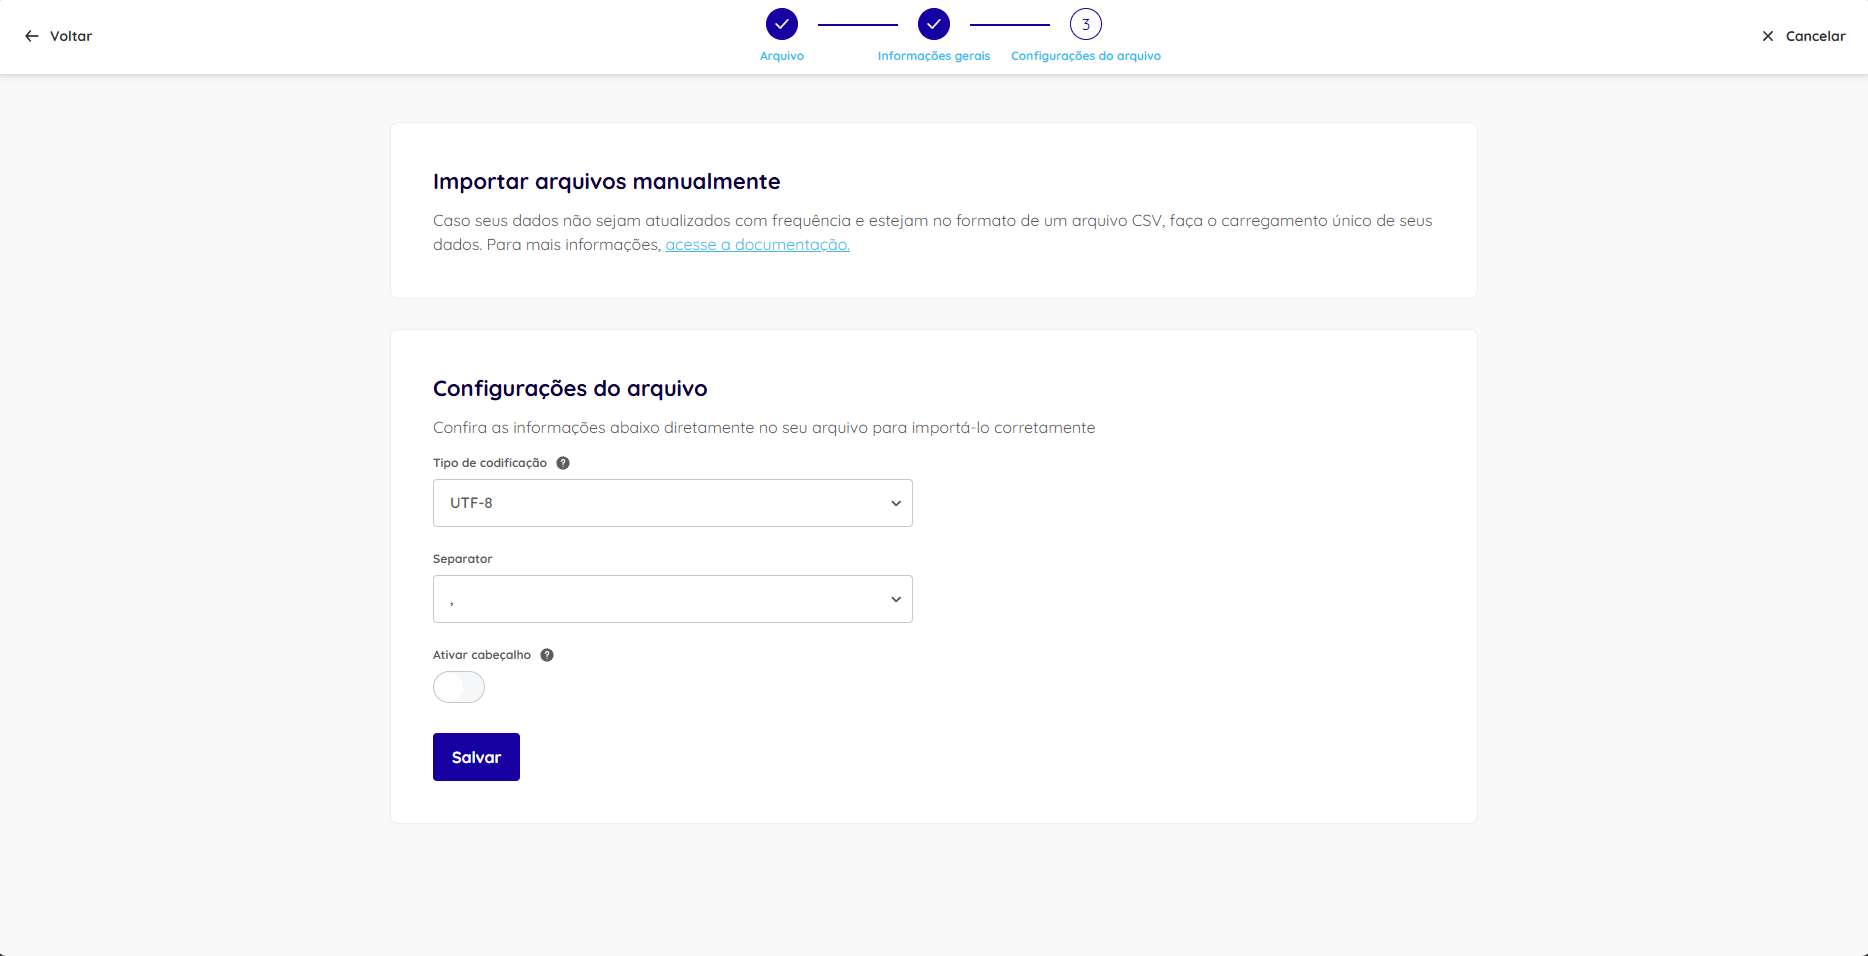 Voltar
Arquivo
Informações gerais
3
Configurações do arquivo
Cancelar
Importar arquivos manualmente
Caso seus dados não sejam atualizados com frequência e estejam no formato de um arquivo CSV, faça o carregamento único de seus
dados. Para mais informações, acesse a documentação.
Configurações do arquivo
Confira as informações abaixo diretamente no seu arquivo para importá-lo corretamente
Tipo de codificação ?
UTF-8
Separator
,
Ativar cabeçalho ?
Salvar